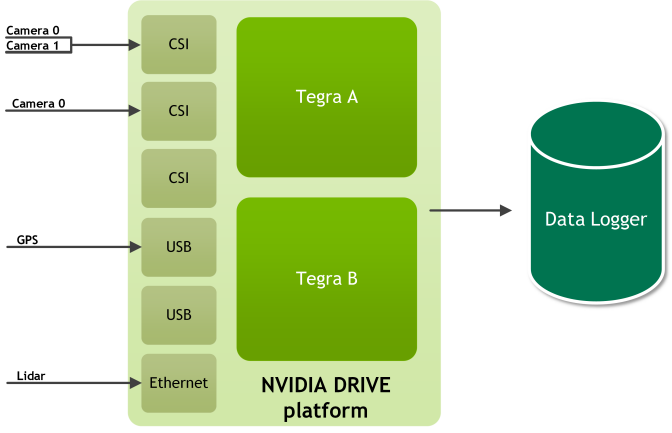 Camera 0
Camera 1
CSI
Camera 0
CSI
CSI
GPS
USB
USB
Lidar
Ethernet
Tegra A
Tegra B
NVIDIA DRIVE
platform
Data Logger